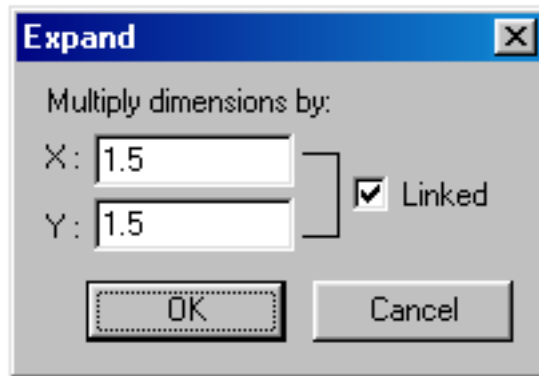 Expand
Multiply dimensions by:
X: 1.5
Y: 1.5
Linked
OK
Cancel